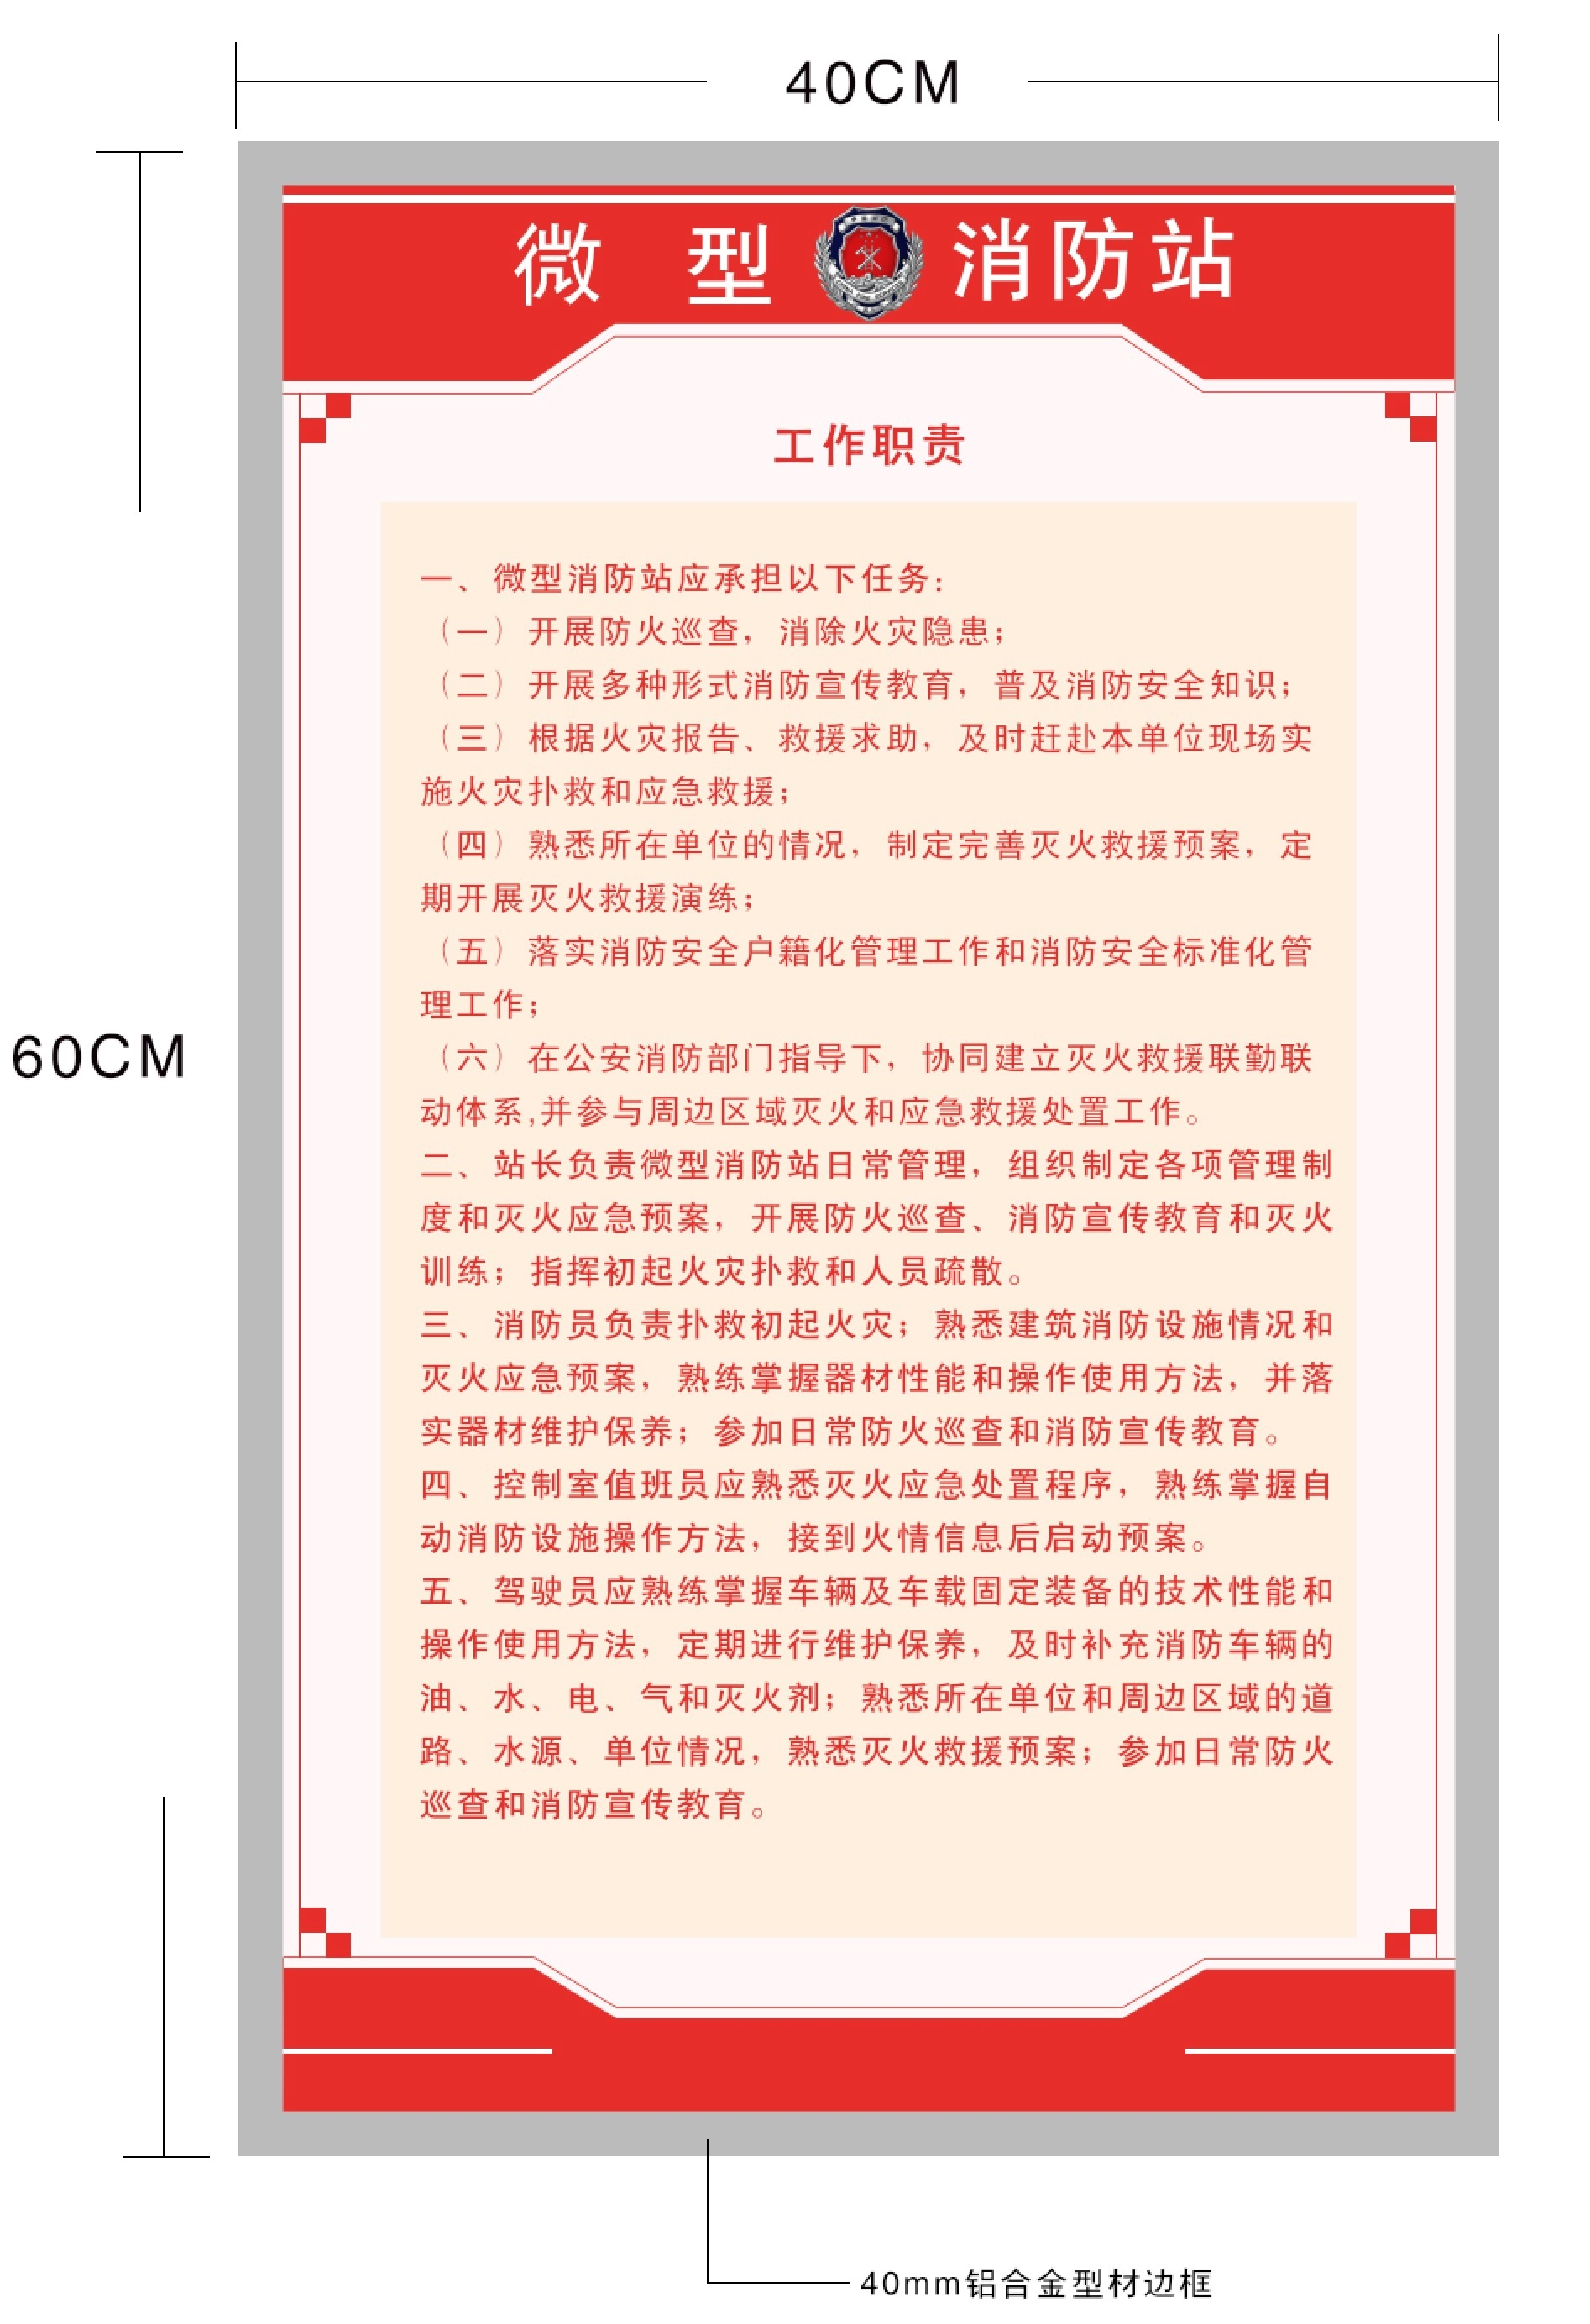 40CM
微 型 消防站
工作职责
一、微型消防站应承担以下任务：
（一）开展防火巡查，消除火灾隐患；
（二）开展多种形式消防宣传教育，普及消防安全知识；
（三）根据火灾报告、救援求助，及时赶赴本单位现场实
施火灾扑救和应急救援；
（四）熟悉所在单位的情况，制定完善灭火救援预案，定
期开展灭火救援演练；
（五）落实消防安全户籍化管理工作和消防安全标准化管
理工作；
（六）在公安消防部门指导下，协同建立灭火救援联勤联
动体系,并参与周边区域灭火和应急救援处置工作。
二、站长负责微型消防站日常管理，组织制定各项管理制
度和灭火应急预案，开展防火巡查、消防宣传教育和灭火
训练；指挥初起火灾扑救和人员疏散。
三、消防员负责扑救初起火灾；熟悉建筑消防设施情况和
灭火应急预案，熟练掌握器材性能和操作使用方法，并落
实器材维护保养；参加日常防火巡查和消防宣传教育。
四、控制室值班员应熟悉灭火应急处置程序，熟练掌握自
动消防设施操作方法，接到火情信息后启动预案。
五、驾驶员应熟练掌握车辆及车载固定装备的技术性能和
操作使用方法，定期进行维护保养，及时补充消防车辆的
油、水、电、气和灭火剂；熟悉所在单位和周边区域的道
路、水源、单位情况，熟悉灭火救援预案；参加日常防火
巡查和消防宣传教育。
60CM
40mm铝合金型材边框